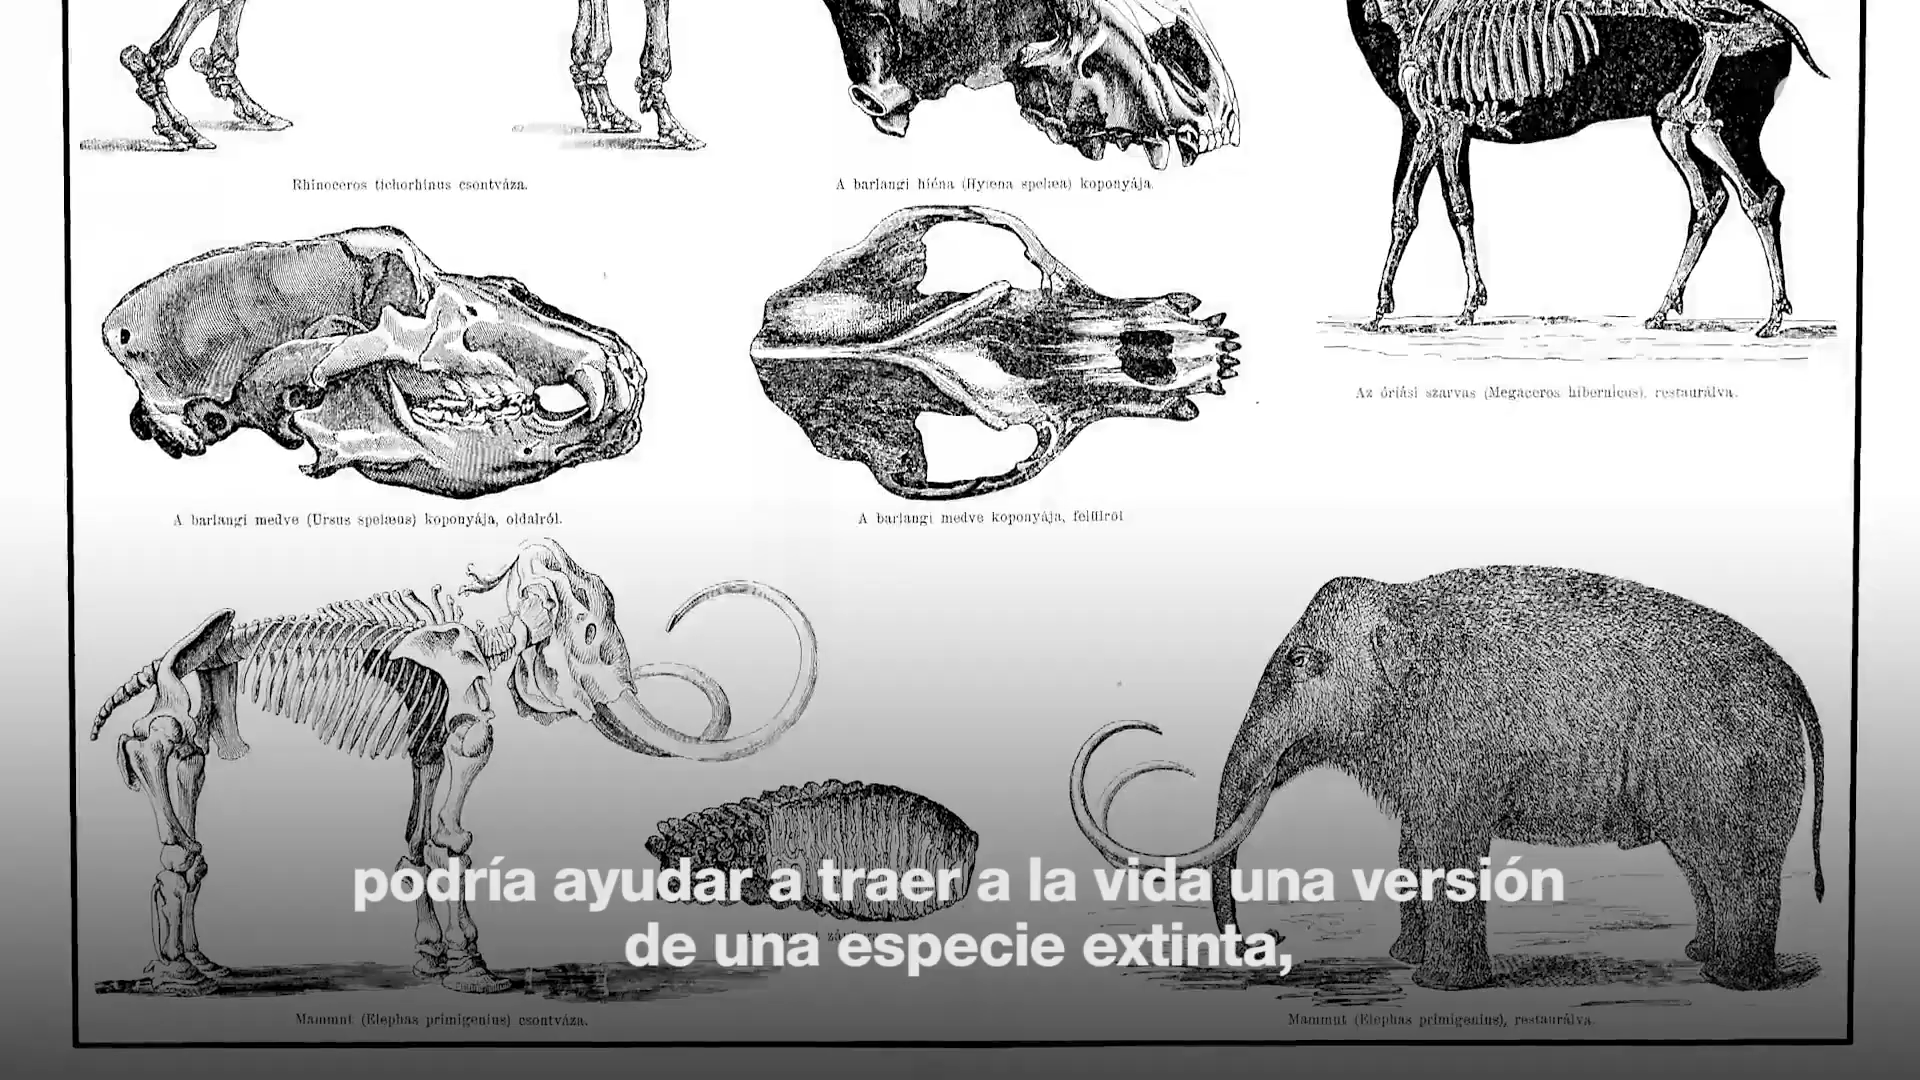 Rhinoceros tichorhinus csontváza.
A barlangi hiéna (Hyæna spelæa) koponyája.
Az óriási szarvas (Megaceros hibernicus), restaurálva.
A barlangi medve (Ursus spelæus) koponyája, oldalról.
A barlangi medve koponyája, felülről
podría ayudar a traer a la vida una versión
de una especie extinta,
Mammut (Elephas primigenius) csontváza.
Mammut (Elephas primigenius), restaurálva.